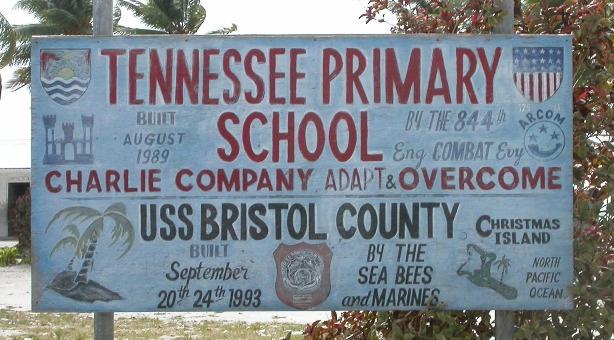 TENNESSEE PRIMARY
SCHOOL
BUILT
AUGUST
1989
BY THE 844th
Eng COMBAT Evy
ARCOM
CHARLIE COMPANY ADAPT & OVERCOME
USS BRISTOL COUNTY
BUILT
September
20th 24th 1993
BY THE
SEA BEES
and MARINES
CHRISTMAS
ISLAND
NORTH
PACIFIC
OCEAN